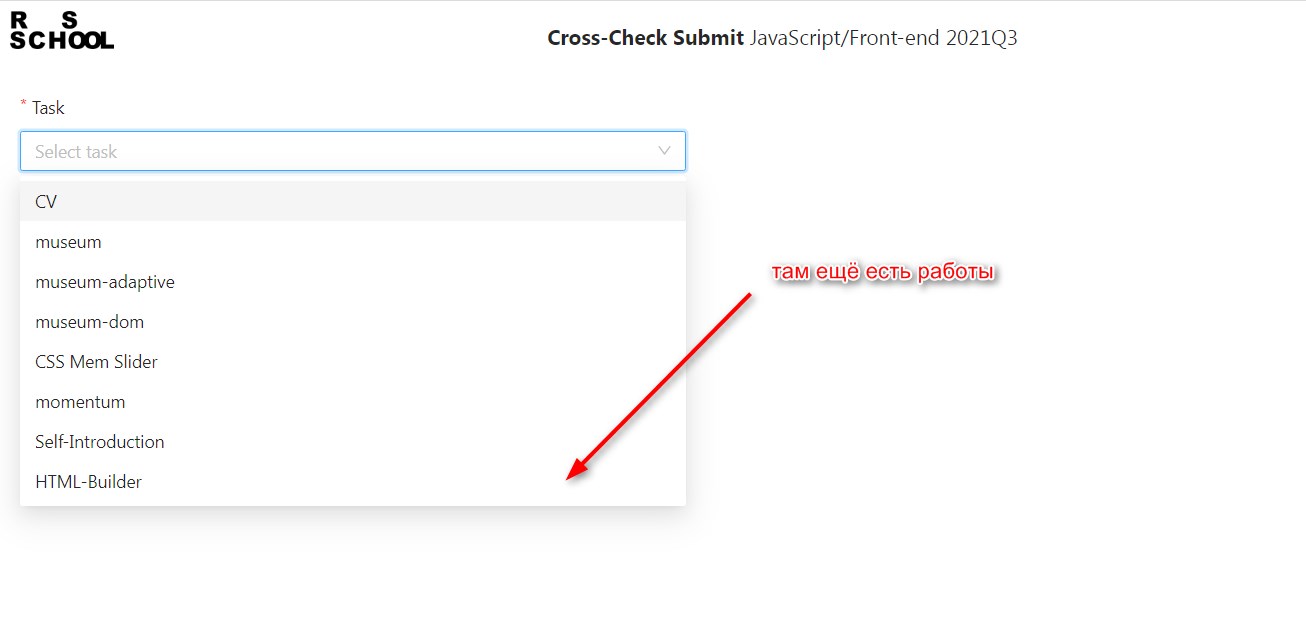 RS
SCHOOL
Cross-Check Submit JavaScript/Front-end 2021Q3
* Task
Select task
CV
museum
museum-adaptive
museum-dom
CSS Mem Slider
momentum
Self-Introduction
HTML-Builder
там ещё есть работы